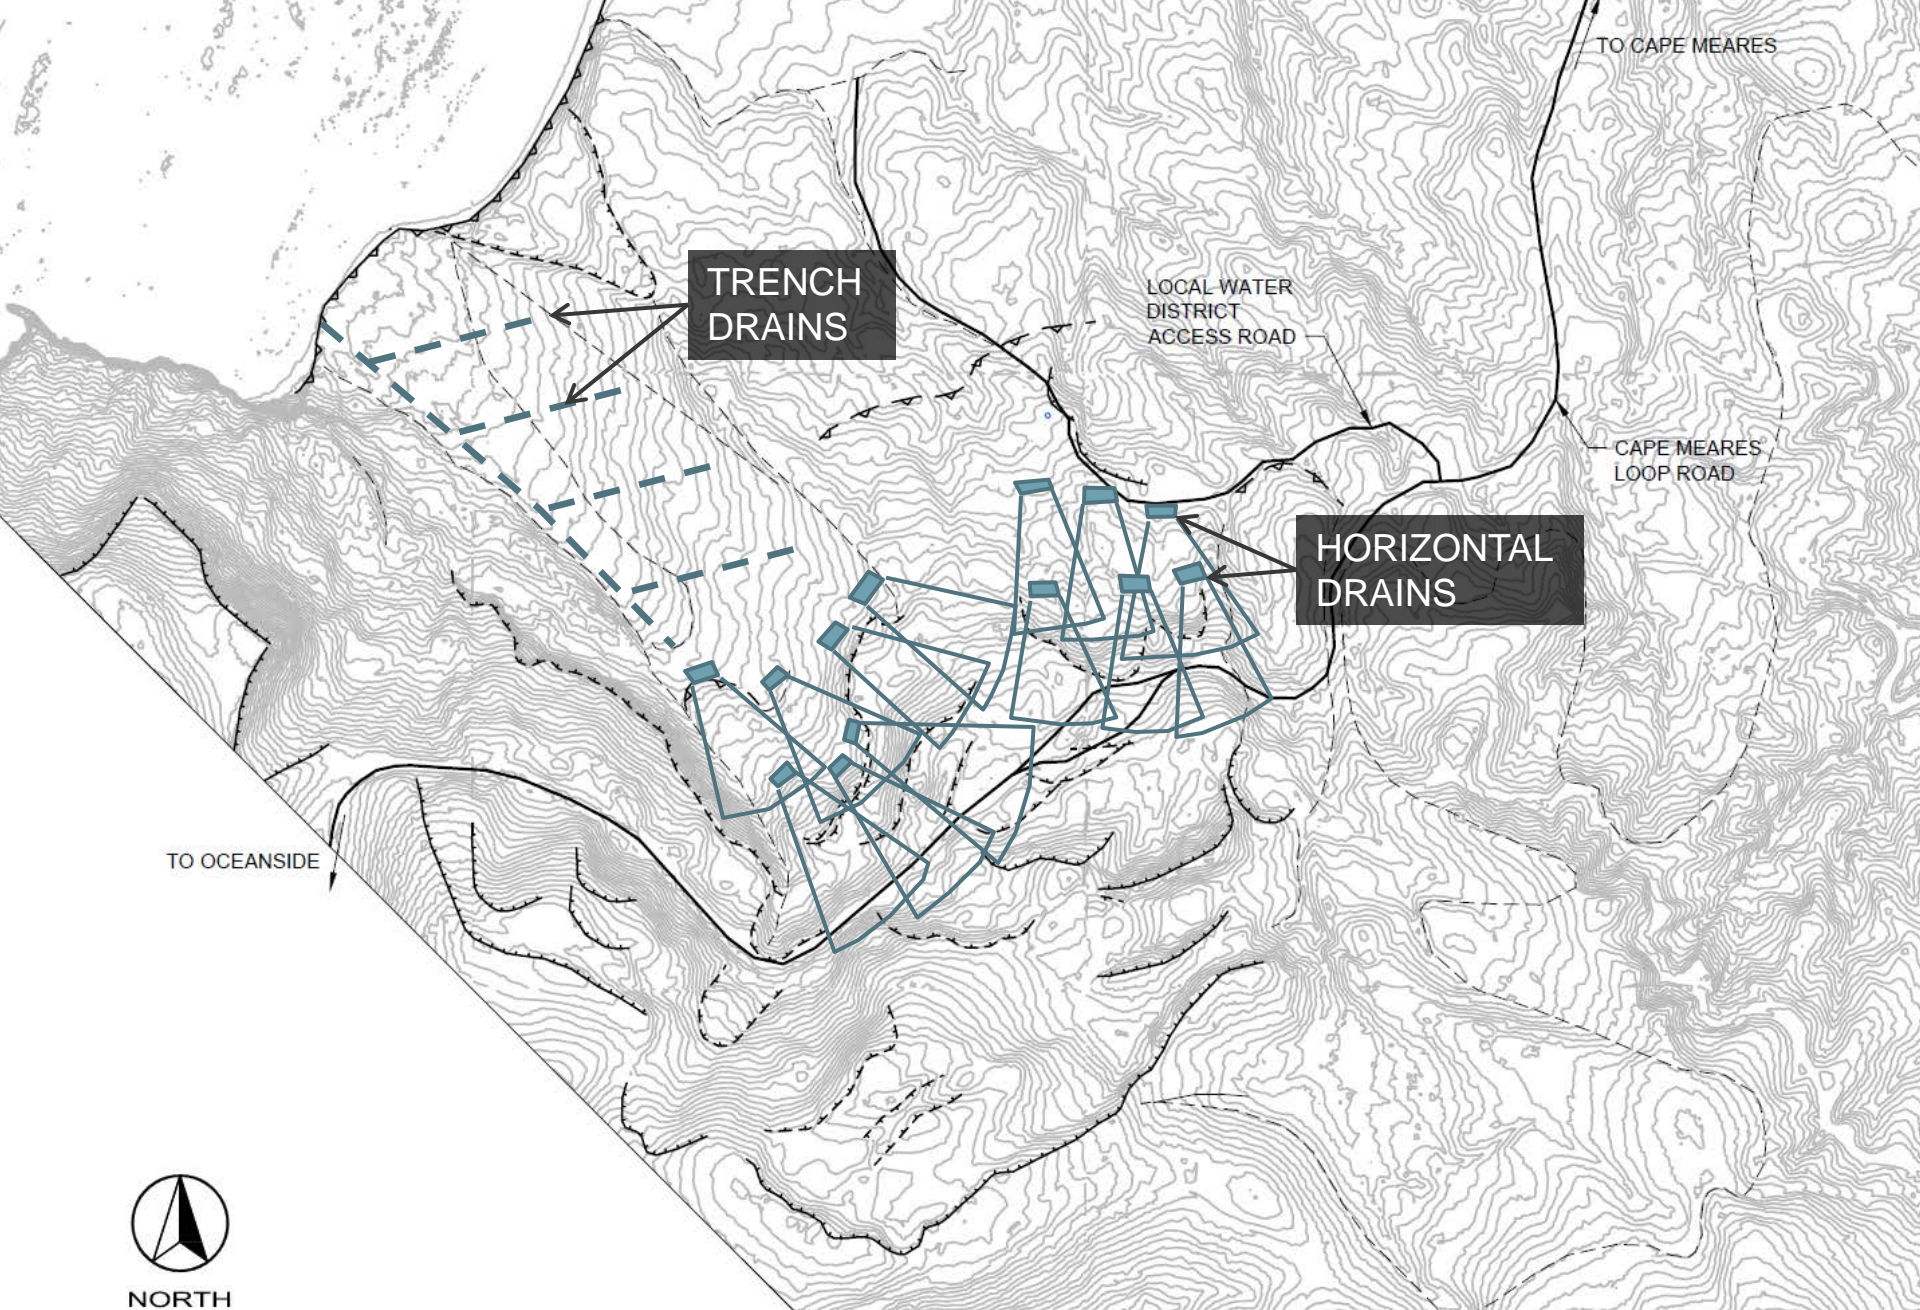 TO CAPE MEARES
TRENCH
DRAINS
LOCAL WATER
DISTRICT
ACCESS ROAD
CAPE MEARES
LOOP ROAD
HORIZONTAL
DRAINS
TO OCEANSIDE
NORTH